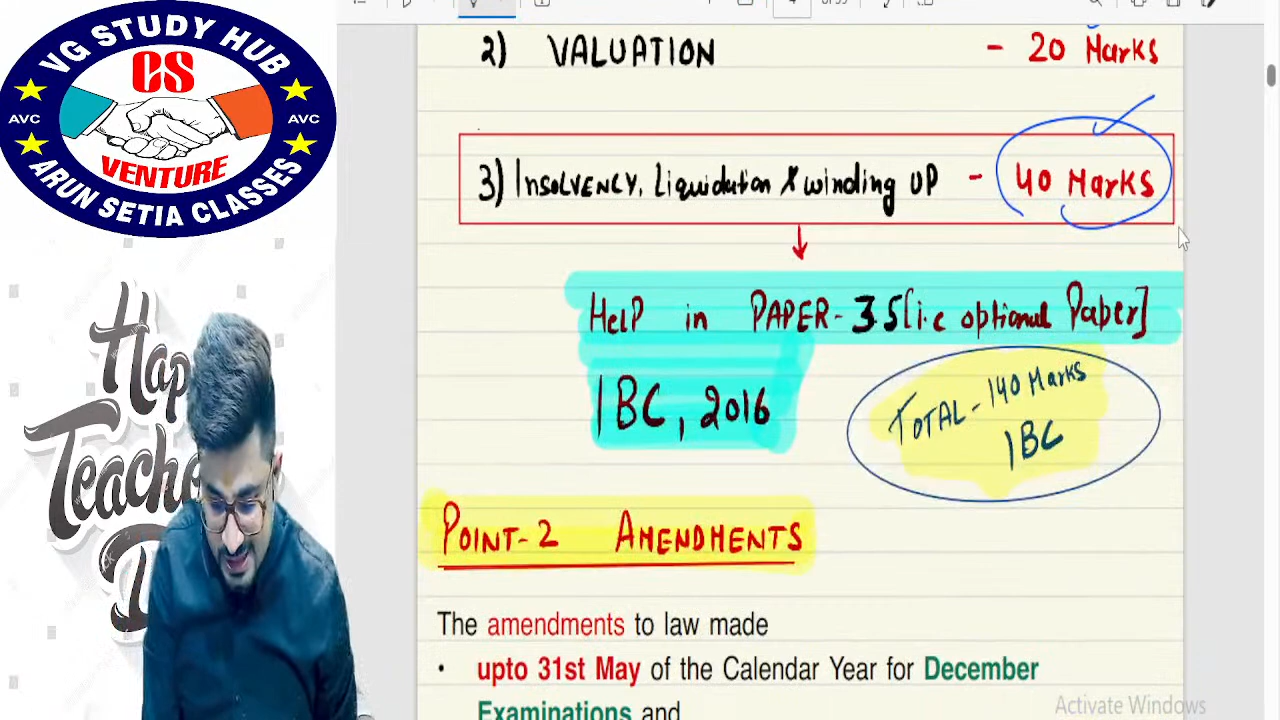 VG STUDY HUB
CS
AVC
AVC
VENTURE
ARUN SETIA CLASSES
2) VALUATION - 20 Marks
3) INSOLVENCY, Liquidation & winding UP - 40 Marks
HelP in PAPER- 3.5[i.e optional Paper]
IBC, 2016
TOTAL - 140 Marks
IBC
POINT-2 AMENDMENTS
The amendments to law made
• upto 31st May of the Calendar Year for December
Examinations and
Hap
Teache
D
Activate Windows